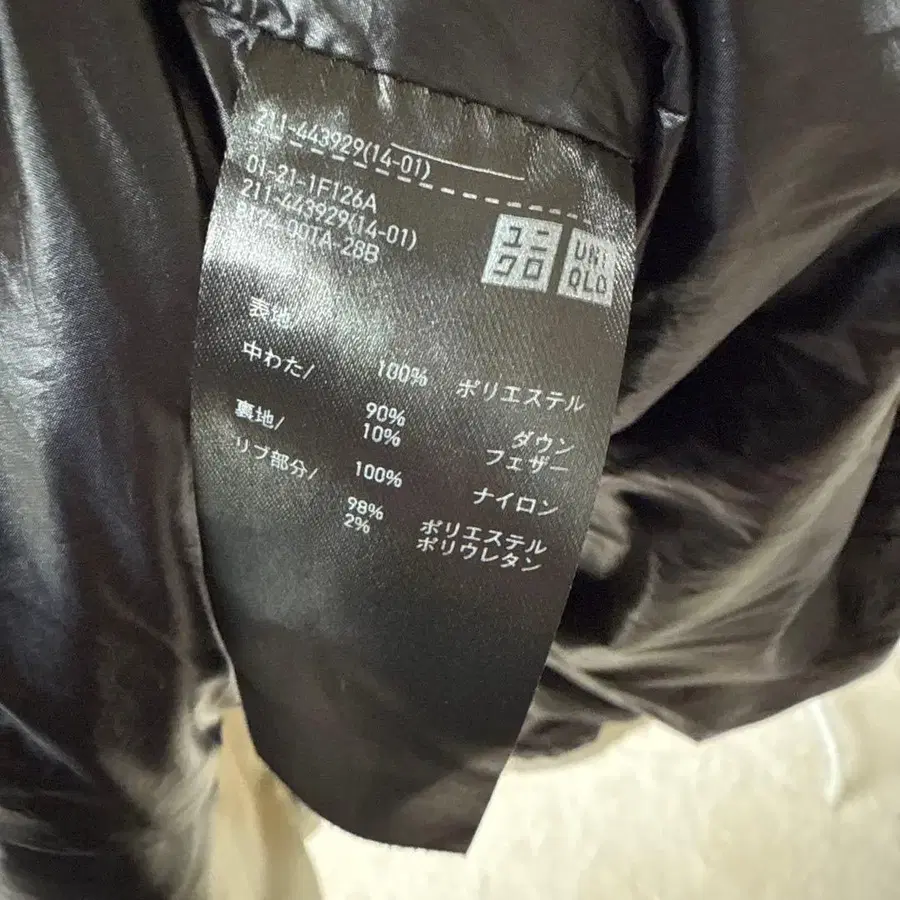 211-443929(14-01)
01-21-1F126A
211-443929(14-01)
00TA-28B
ユニクロ
UNIQLO
表地
中わた/ 100% ポリエステル
90% ダウン
裏地/ 10% フェザー
リブ部分/ 100% ナイロン
98% ポリエステル
2% ポリウレタン